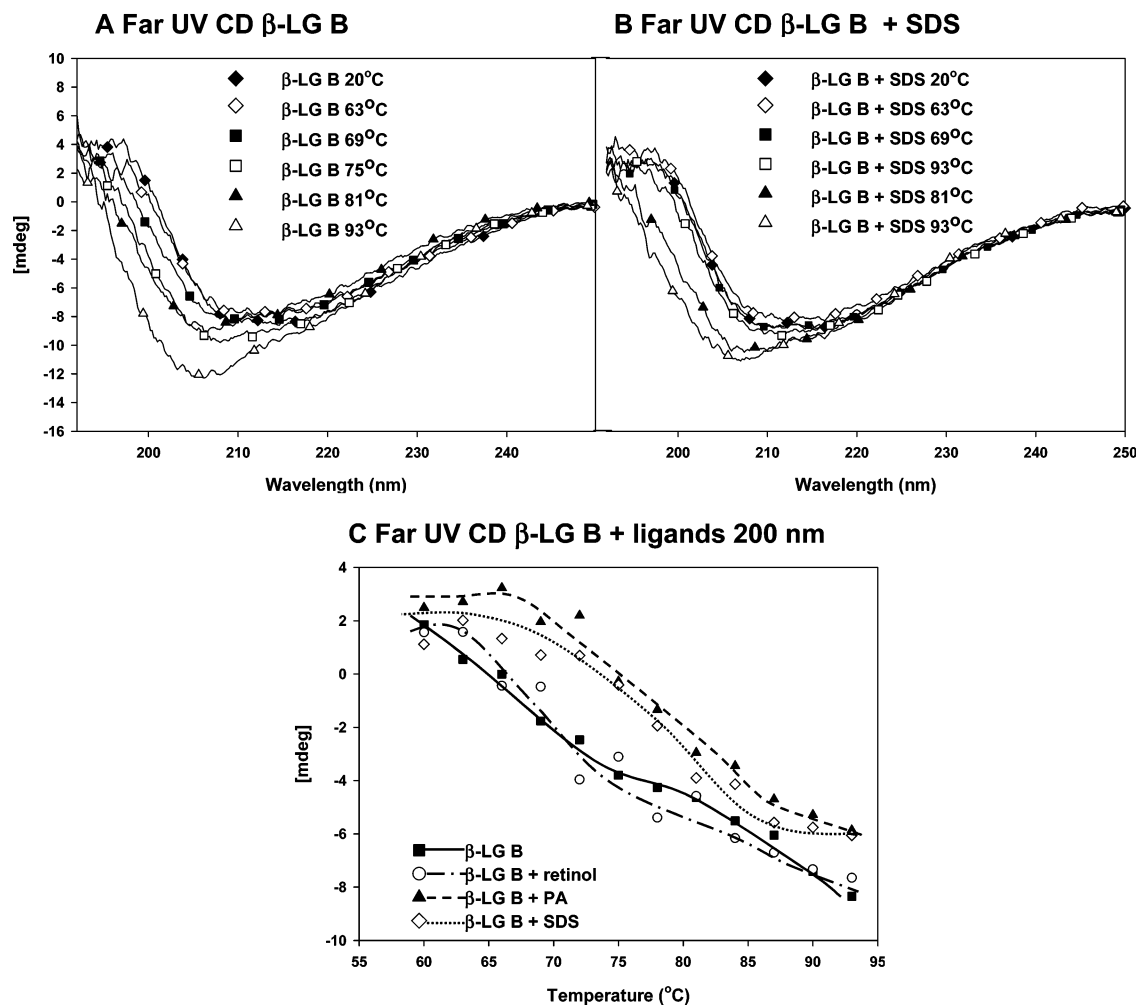 A Far UV CD β-LG B
B Far UV CD β-LG B + SDS
[mdeg]
10
8
6
4
2
0
-2
-4
-6
-8
-10
-12
-14
-16
β-LG B 20°C
β-LG B 63°C
β-LG B 69°C
β-LG B 75°C
β-LG B 81°C
β-LG B 93°C
200 210 220 230 240
Wavelength (nm)
β-LG B + SDS 20°C
β-LG B + SDS 63°C
β-LG B + SDS 69°C
β-LG B + SDS 93°C
β-LG B + SDS 81°C
β-LG B + SDS 93°C
200 210 220 230 240 250
Wavelength (nm)
C Far UV CD β-LG B + ligands 200 nm
[mdeg]
4
2
0
-2
-4
-6
-8
-10
β-LG B
β-LG B + retinol
β-LG B + PA
β-LG B + SDS
55 60 65 70 75 80 85 90 95
Temperature (°C)